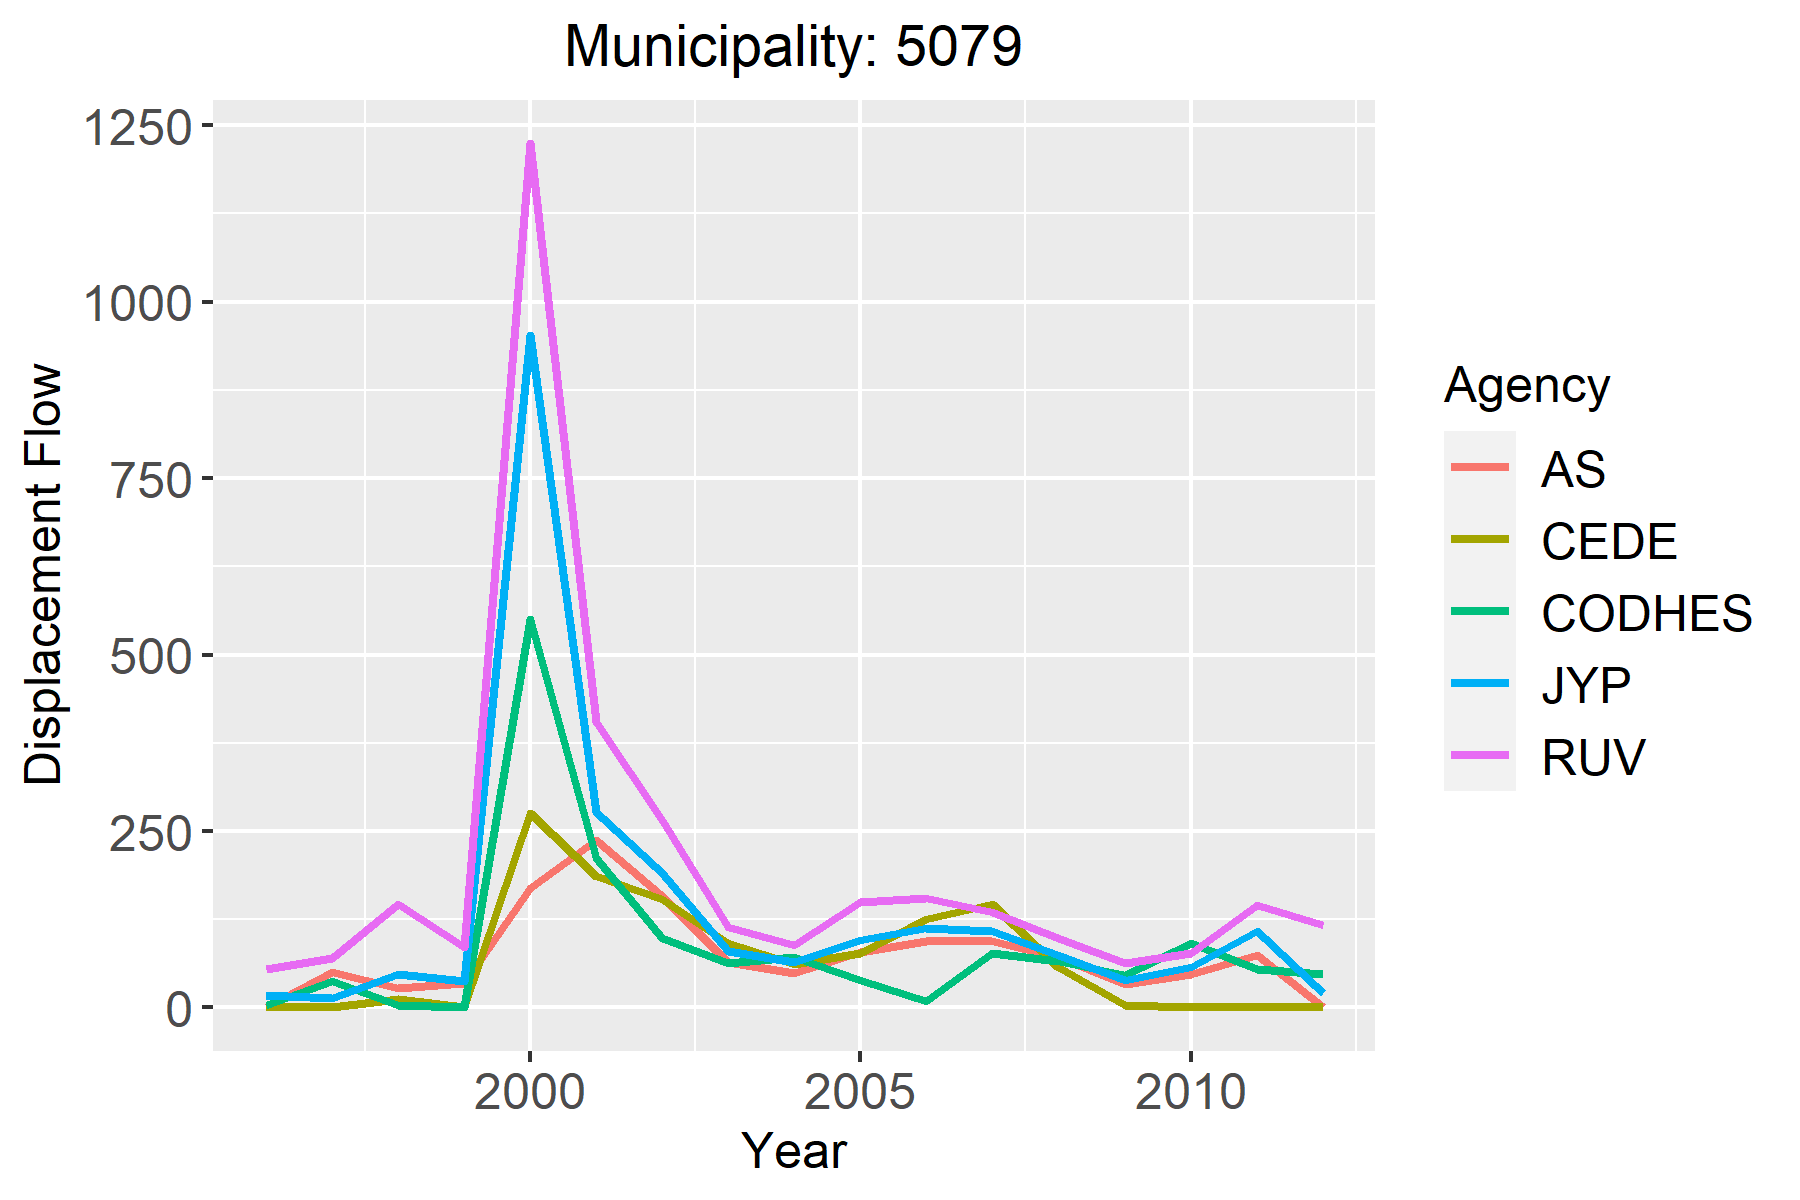 Municipality: 5079
1250
1000
750
500
250
0
Displacement Flow
2000 2005 2010
Year
Agency
AS
CEDE
CODHES
JYP
RUV